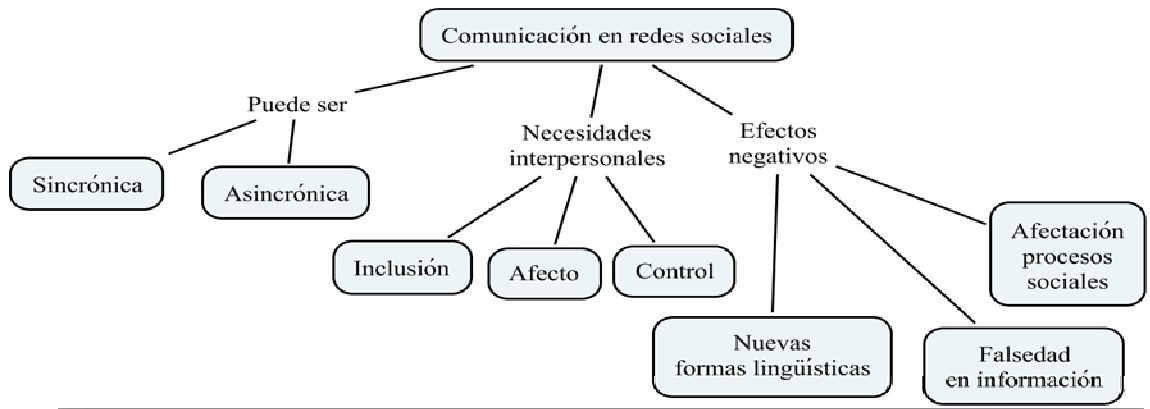 Comunicación en redes sociales
Puede ser
Sincrónica
Asincrónica
Necesidades
interpersonales
Inclusión
Afecto
Control
Efectos
negativos
Nuevas
formas lingüísticas
Falsedad
en información
Afectación
procesos
sociales